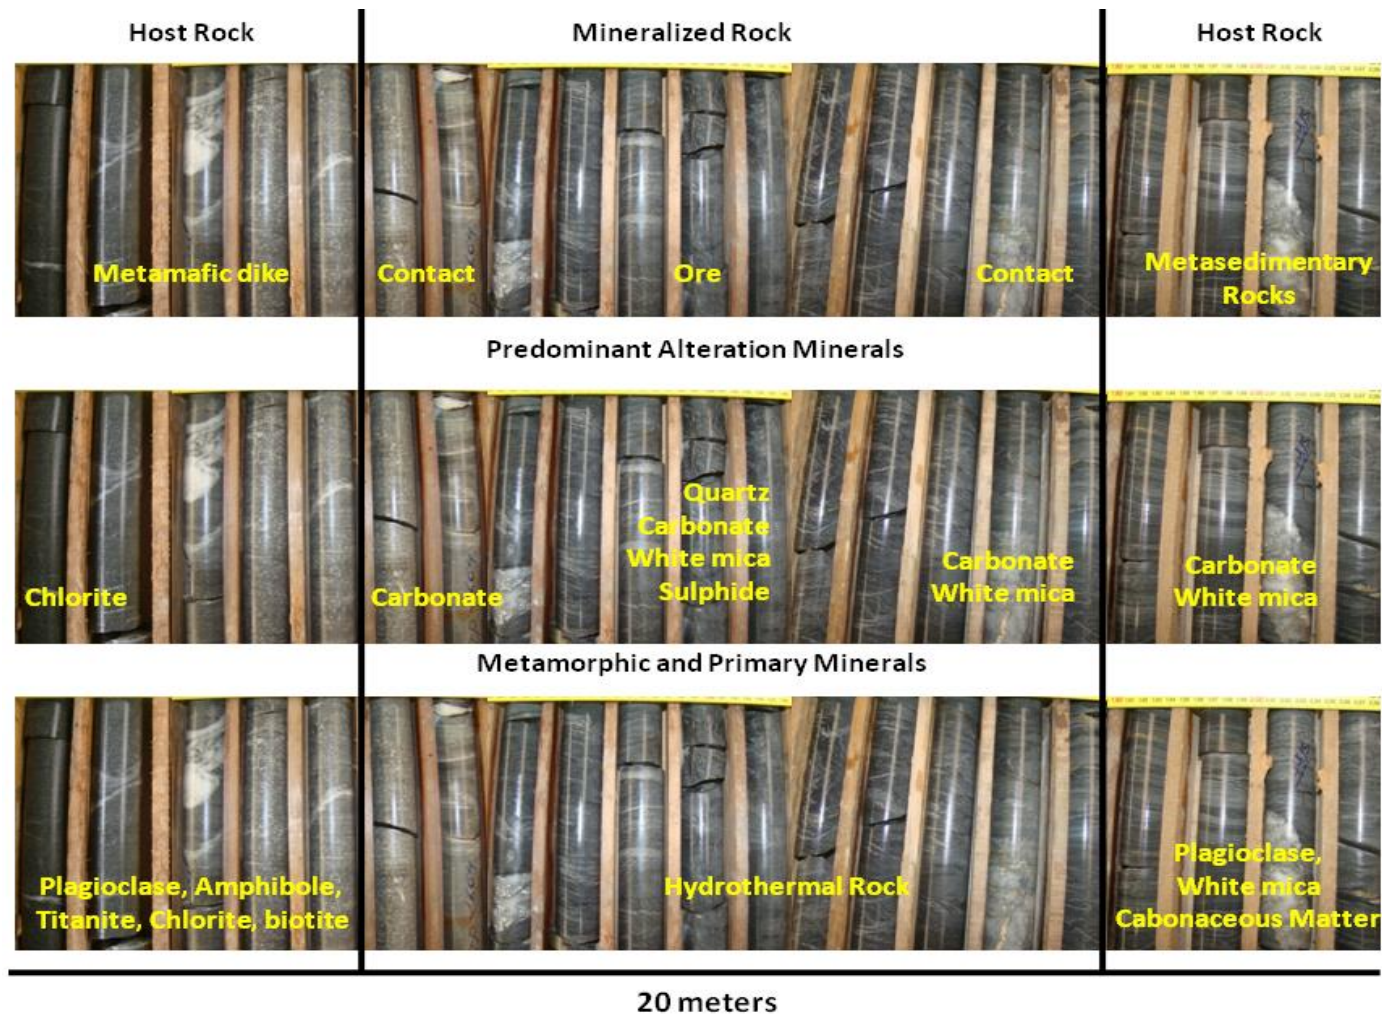 Host Rock
Mineralized Rock
Host Rock
Metamafic dike
Contact
Ore
Contact
Metasedimentary
Rocks
Predominant Alteration Minerals
Chlorite
Carbonate
Quartz
Carbonate
White mica
Sulphide
Carbonate
White mica
Carbonate
White mica
Metamorphic and Primary Minerals
Plagioclase, Amphibole,
Titanite, Chlorite, biotite
Hydrothermal Rock
Plagioclase,
White mica
Cabonaceous Matter
20 meters